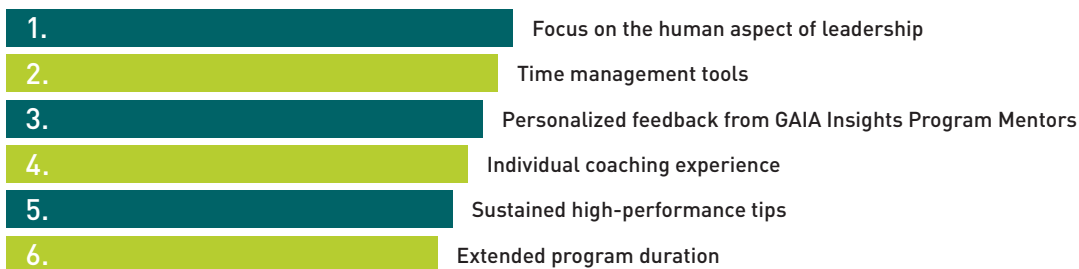 1. Focus on the human aspect of leadership
2. Time management tools
3. Personalized feedback from GAIA Insights Program Mentors
4. Individual coaching experience
5. Sustained high-performance tips
6. Extended program duration